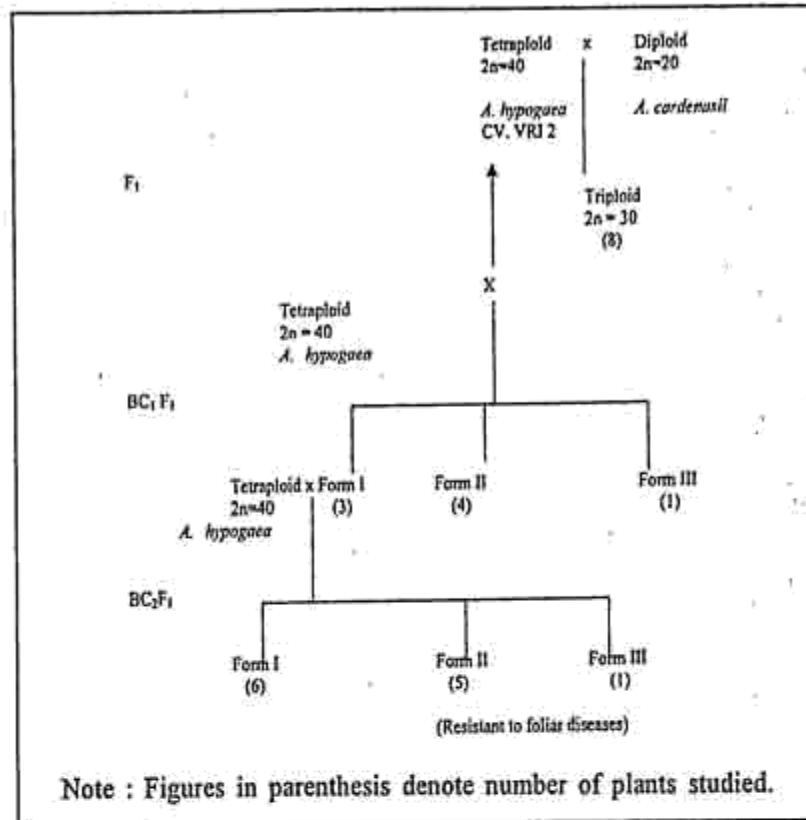 Tetraploid x Diploid
2n=40 2n=20
A. hypogaea A. cardenasii
CV. VRI 2
F1
Triploid
2n = 30
(8)
X
Tetraploid
2n = 40
A. hypogaea
BC1 F1
Tetraploid x Form I Form II Form III
2n=40 (3) (4) (1)
A. hypogaea
BC2F1
Form I Form II Form III
(6) (5) (1)
(Resistant to foliar diseases)
Note : Figures in parenthesis denote number of plants studied.